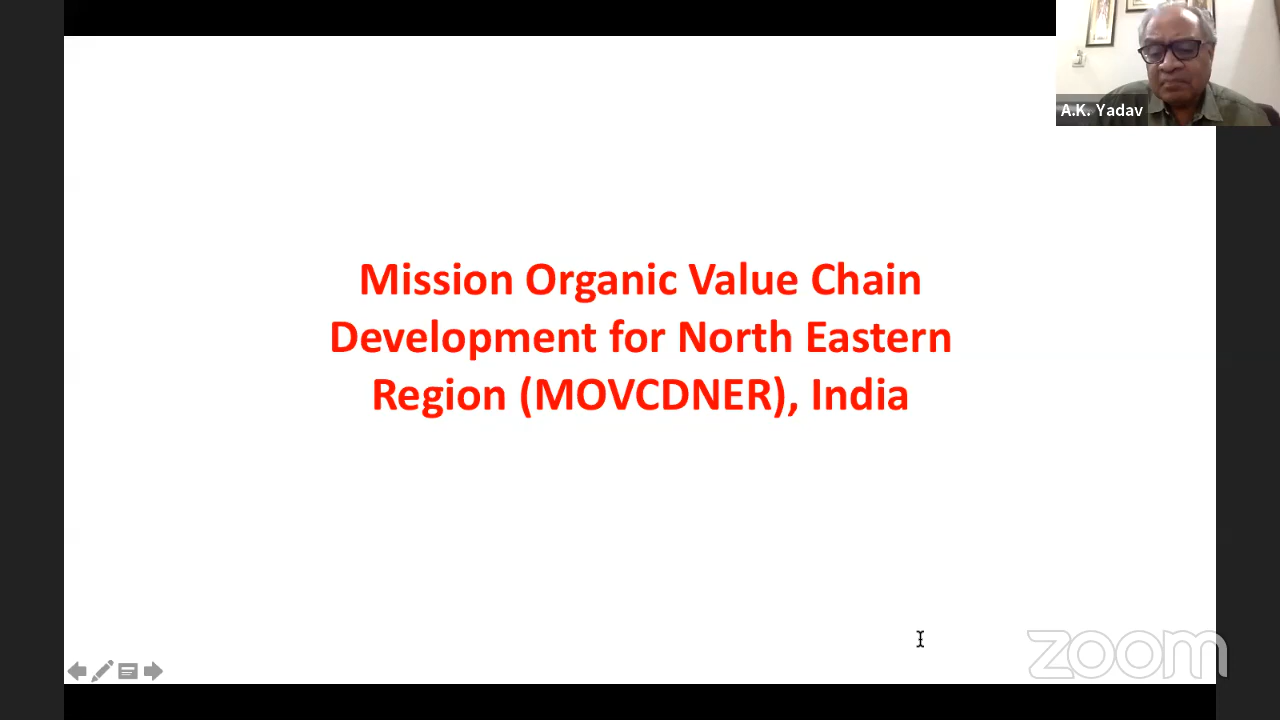 A.K. Yadav
Mission Organic Value Chain
Development for North Eastern
Region (MOVCDNER), India
zoom